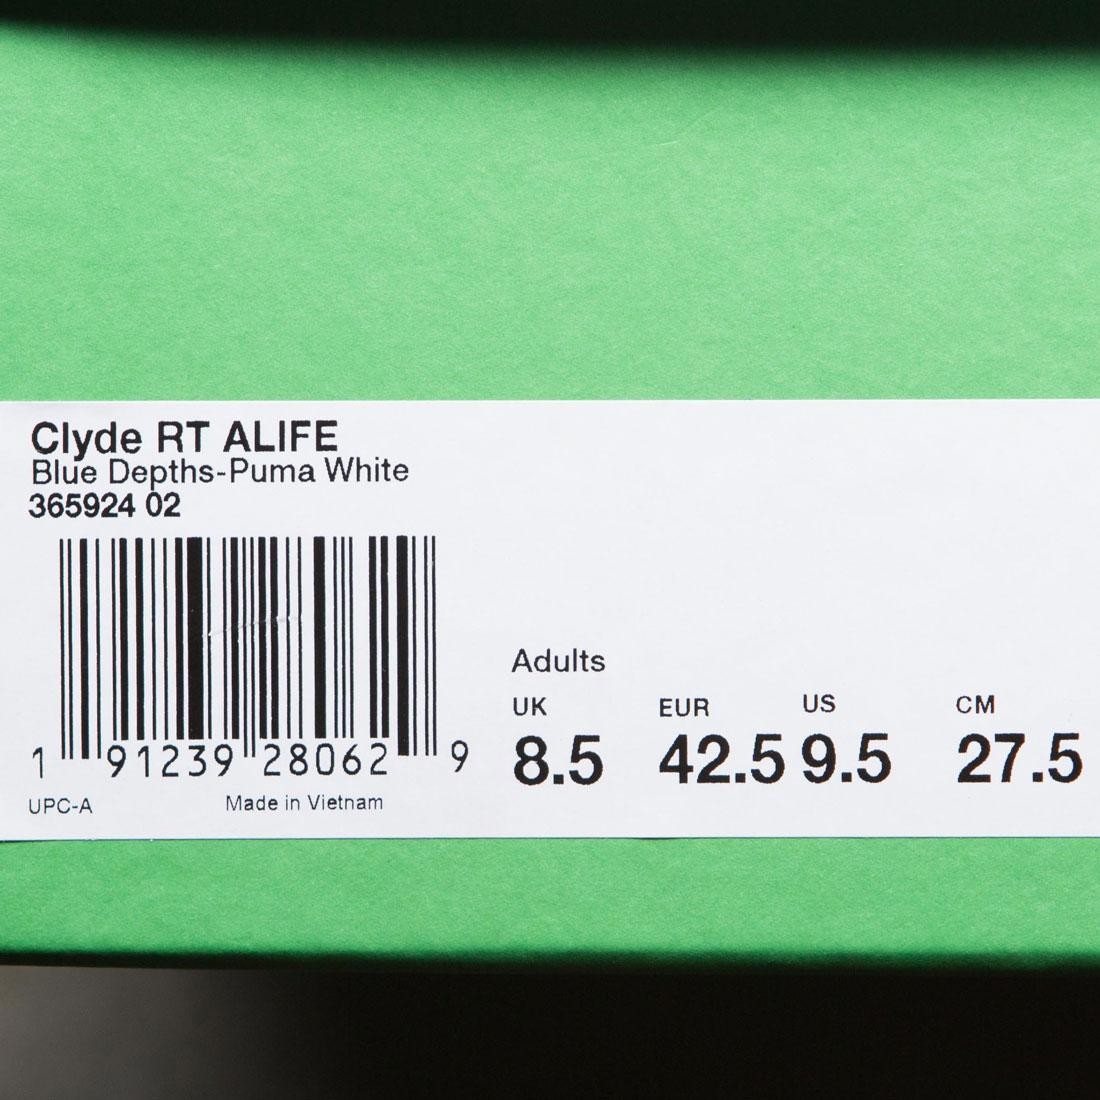 Clyde RT ALIFE
Blue Depths-Puma White
365924 02
1 91239 28062 9
UPC-A Made in Vietnam
Adults
UK EUR US CM
8.5 42.5 9.5 27.5